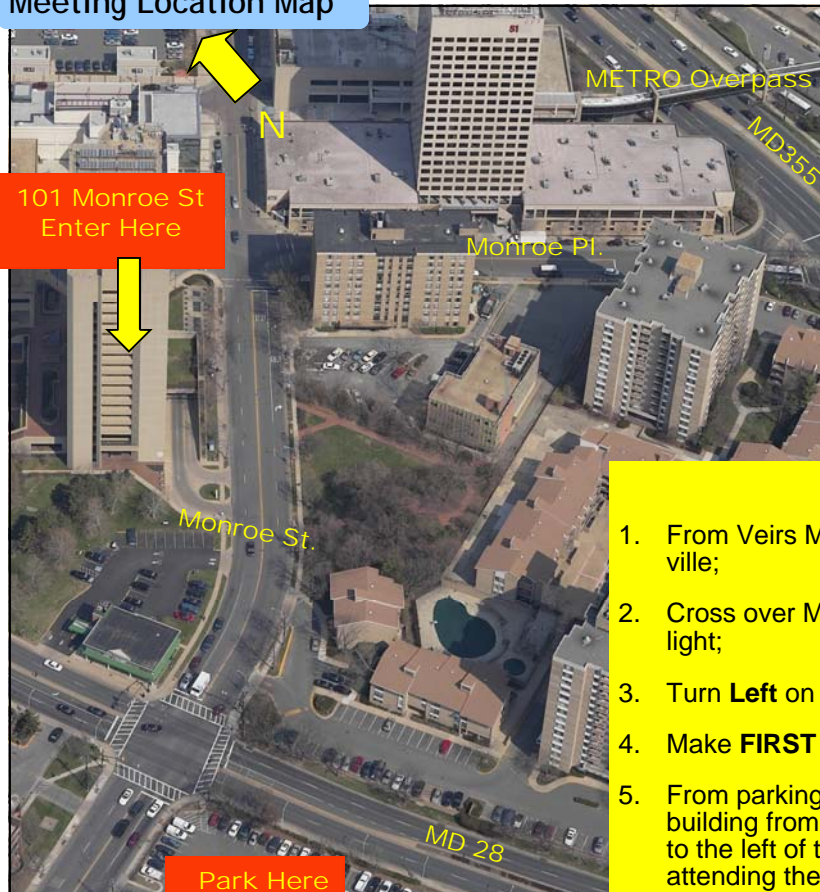 Meeting Location Map
51
METRO Overpass
N
MD355
101 Monroe St
Enter Here
Monroe Pl.
Monroe St.
1. From Veirs M
ville;
2. Cross over M
light;
3. Turn Left on
4. Make FIRST
5. From parking
building from
to the left of t
attending the
MD 28
Park Here